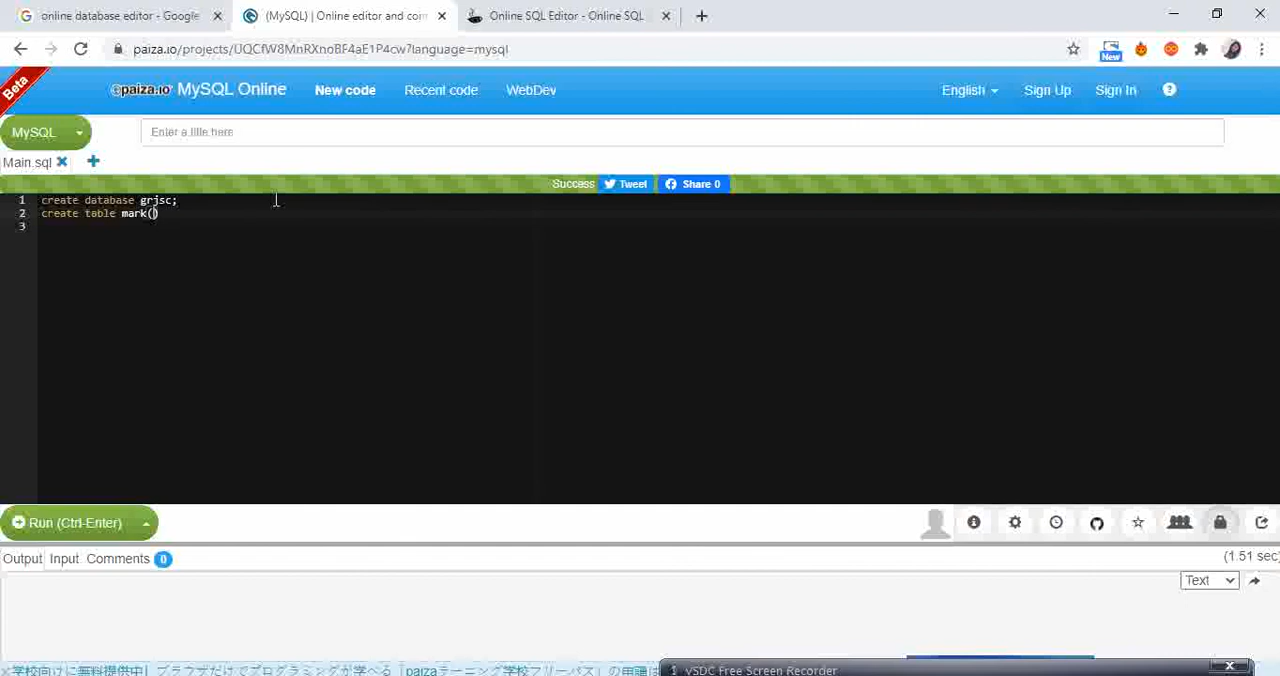 online database editor - Google
(MySQL) | Online editor and com
Online SQL Editor - Online SQL
paiza.io/projects/UQCfW8MnRXnoBF4aE1P4cw?language=mysql
New
Beta
paiza.io MySQL Online
New code
Recent code
WebDev
English
Sign Up
Sign In
MySQL
Enter a title here
Main.sql
Success
Tweet
Share 0
1 create database grjsc;
2 create table mark()
3
Run (Ctrl-Enter)
Output Input Comments 0
(1.51 sec)
Text
VSDC Free Screen Recorder